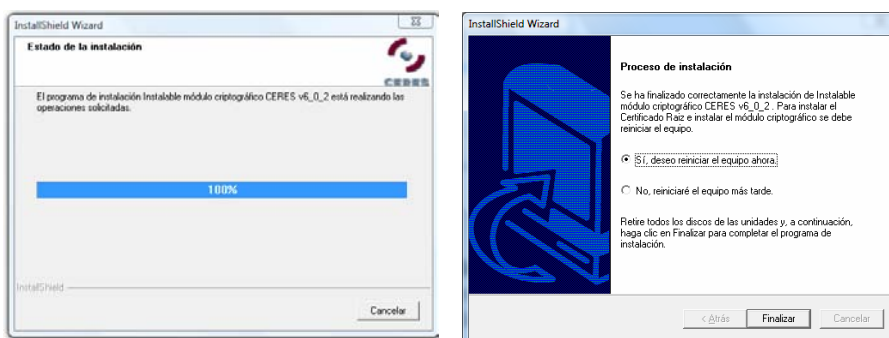 InstallShield Wizard
Estado de la instalación
CERES
El programa de instalación Instalable módulo criptográfico CERES v6_0_2 está realizando las
operaciones solicitadas.
100%
InstallShield
Cancelar
InstallShield Wizard
Proceso de instalación
Se ha finalizado correctamente la instalación de Instalable
módulo criptográfico CERES v6_0_2 . Para instalar el
Certificado Raiz e instalar el módulo criptográfico se debe
reiniciar el equipo.
Sí, deseo reiniciar el equipo ahora.
No, reiniciaré el equipo más tarde.
Retire todos los discos de las unidades y, a continuación,
haga clic en Finalizar para completar el programa de
instalación.
< Atrás Finalizar Cancelar